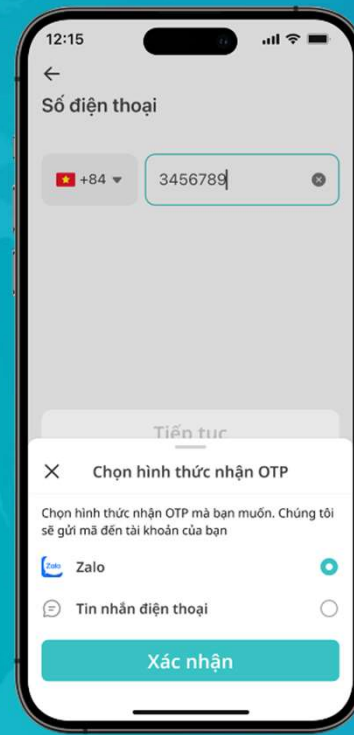 12:15
Số điện thoại
+84
3456789
Tiếp tục
Chọn hình thức nhận OTP
Chọn hình thức nhận OTP mà bạn muốn. Chúng tôi
sẽ gửi mã đến tài khoản của bạn
Zalo Zalo
Tin nhắn điện thoại
Xác nhận